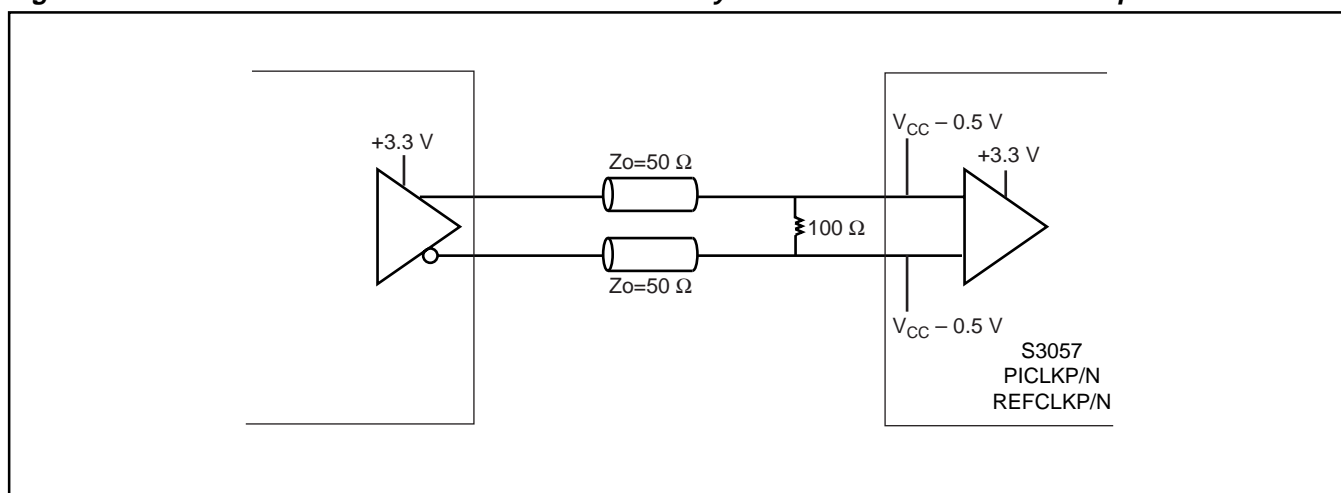 +3.3 V
Zo=50 Ω
Zo=50 Ω
100 Ω
V_CC – 0.5 V
+3.3 V
V_CC – 0.5 V
S3057
PICLKP/N
REFCLKP/N